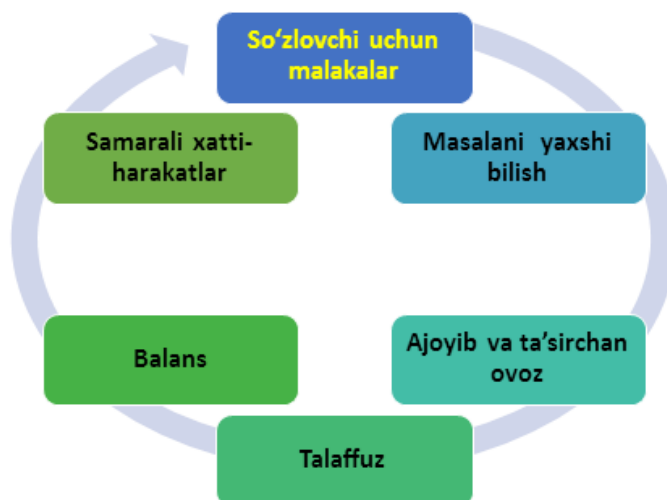 So‘zlovchi uchun
malakalar
Masalani yaxshi
bilish
Ajoyib va ta’sirchan
ovoz
Talaffuz
Balans
Samarali xatti-
harakatlar